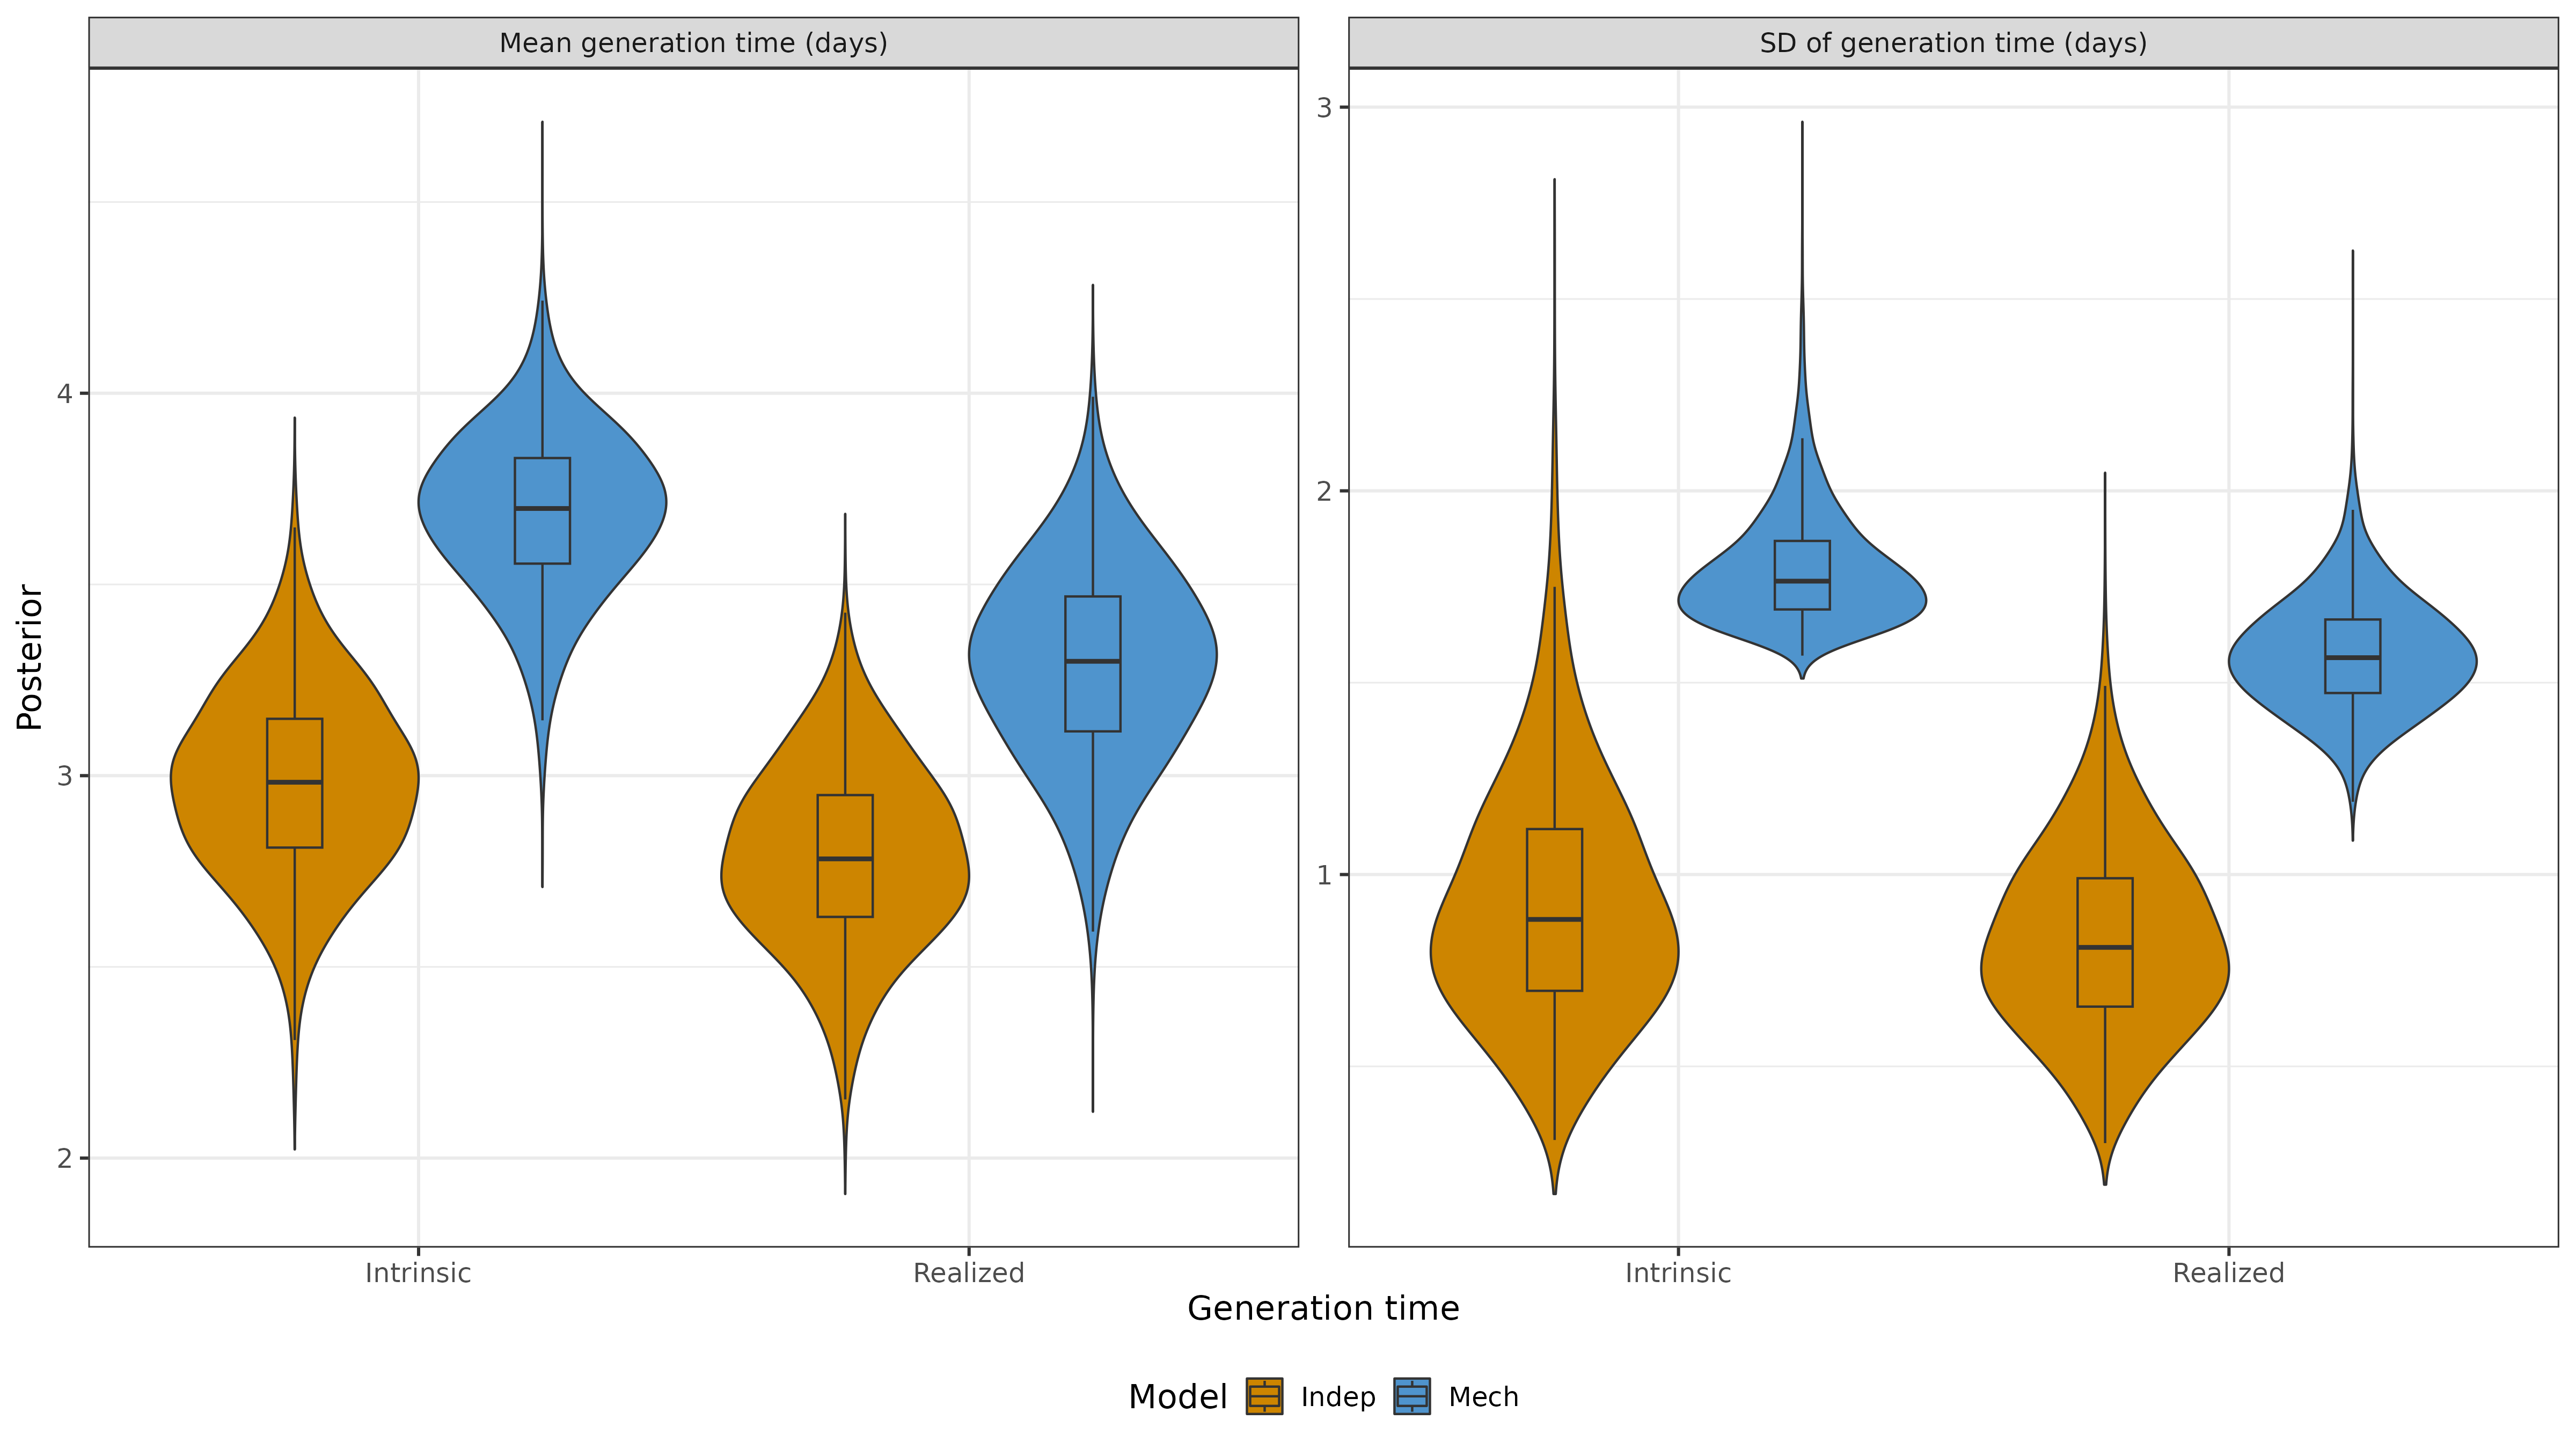 Mean generation time (days)
SD of generation time (days)
Posterior
4
3
2
3
2
1
Intrinsic
Realized
Intrinsic
Realized
Generation time
Model Indep Mech